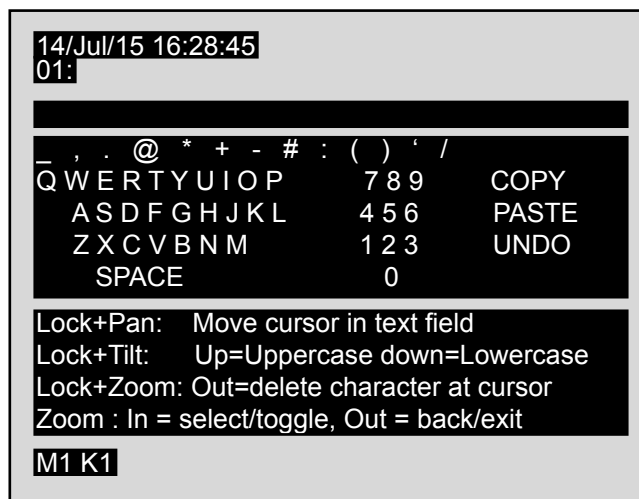 14/Jul/15 16:28:45
01:
_ , . @ * + - # : ( ) ‘ /
Q W E R T Y U I O P 7 8 9 COPY
A S D F G H J K L 4 5 6 PASTE
Z X C V B N M 1 2 3 UNDO
SPACE 0
Lock+Pan: Move cursor in text field
Lock+Tilt: Up=Uppercase down=Lowercase
Lock+Zoom: Out=delete character at cursor
Zoom : In = select/toggle, Out = back/exit
M1 K1